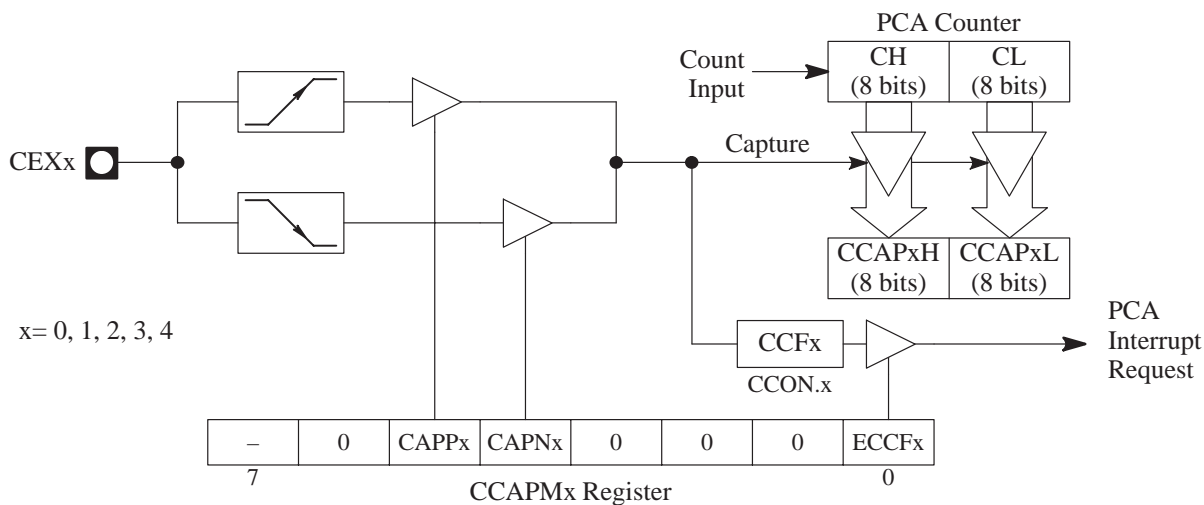 PCA Counter
Count
Input
CH
(8 bits)
CL
(8 bits)
CEXx
Capture
CCAPxH
(8 bits)
CCAPxL
(8 bits)
x= 0, 1, 2, 3, 4
CCFx
CCON.x
PCA
Interrupt
Request
– 0 CAPPx CAPNx 0 0 0 ECCFx
7 0
CCAPMx Register